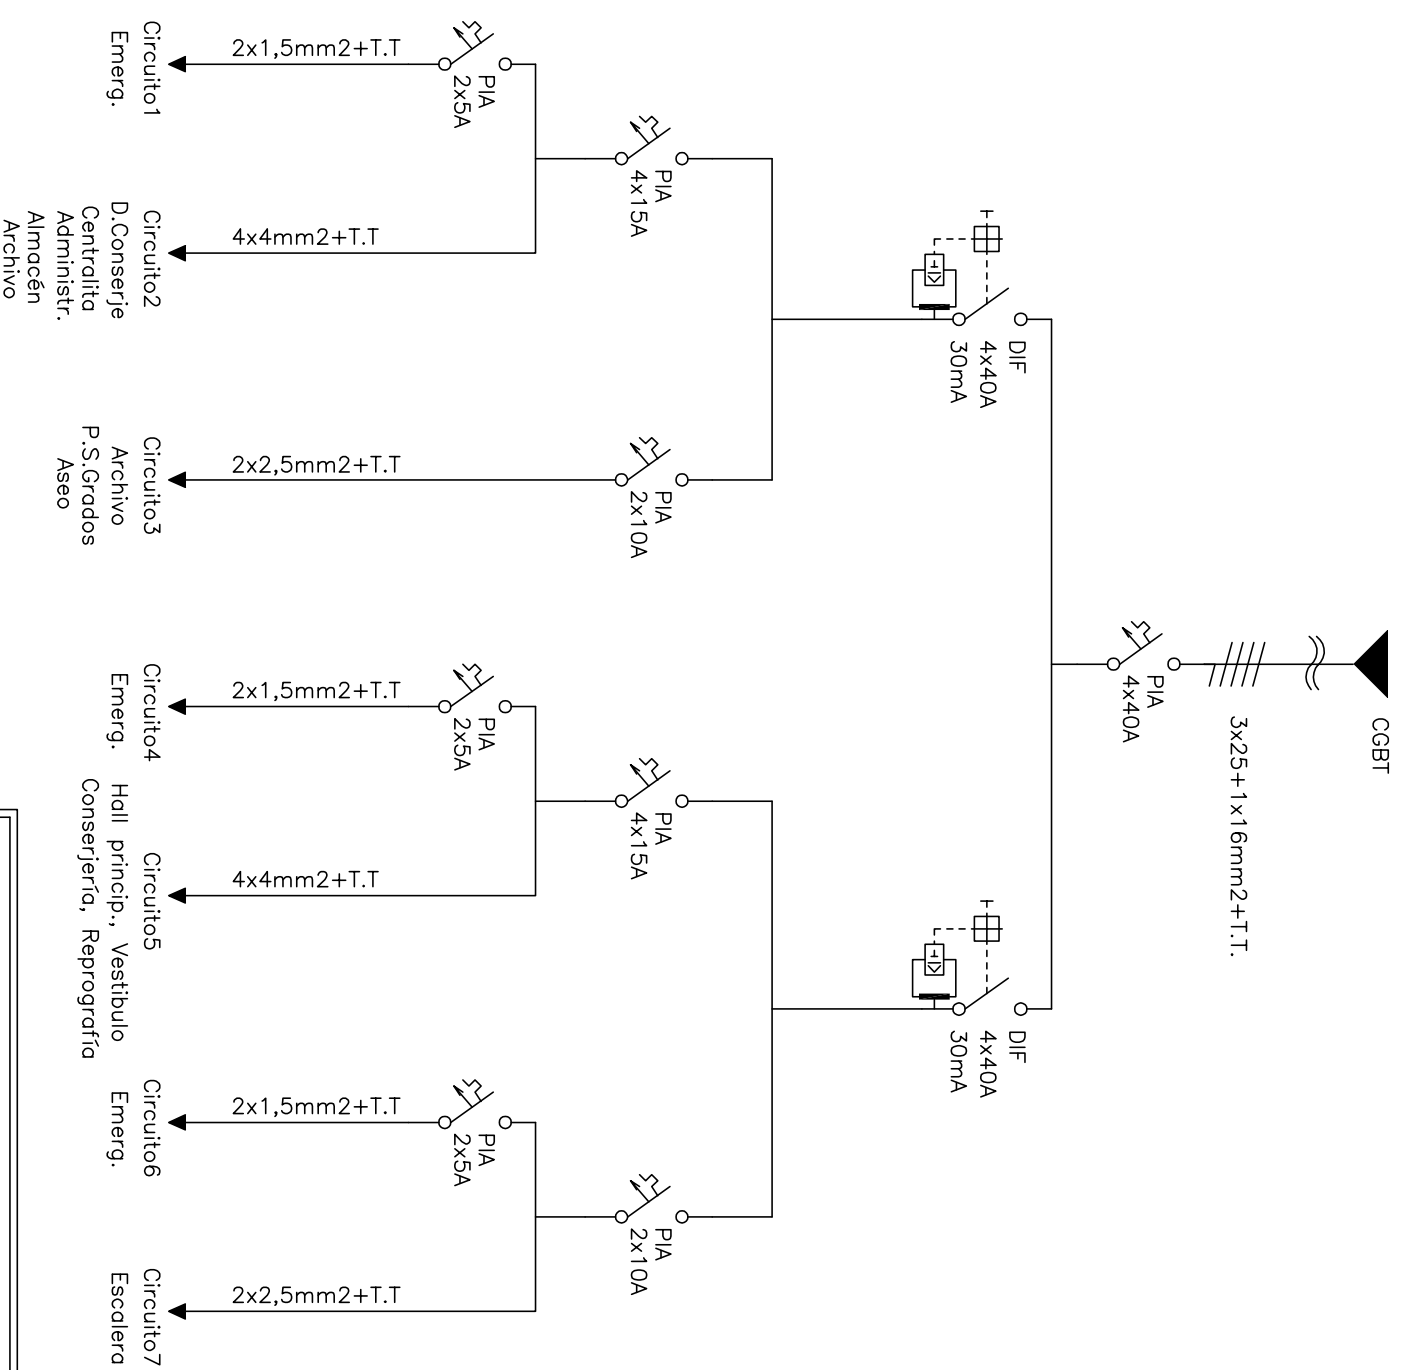 CGBT
3x25+1x16mm2+T.T.
PIA
4x40A
DIF
4x40A
30mA
DIF
4x40A
30mA
PIA
4x15A
PIA
2x10A
PIA
4x15A
PIA
2x10A
PIA
2x5A
PIA
2x5A
PIA
2x5A
2x1,5mm2+T.T
4x4mm2+T.T
2x2,5mm2+T.T
2x1,5mm2+T.T
4x4mm2+T.T
2x1,5mm2+T.T
2x2,5mm2+T.T
Circuito1
Emerg.
Circuito2
D.Conserje
Centralita
Administr.
Almacén
Archivo
Circuito3
Archivo
P.S.Grados
Aseo
Circuito4
Emerg.
Circuito5
Hall princip., Vestibulo
Conserjería, Reprografía
Circuito6
Emerg.
Circuito7
Escalera